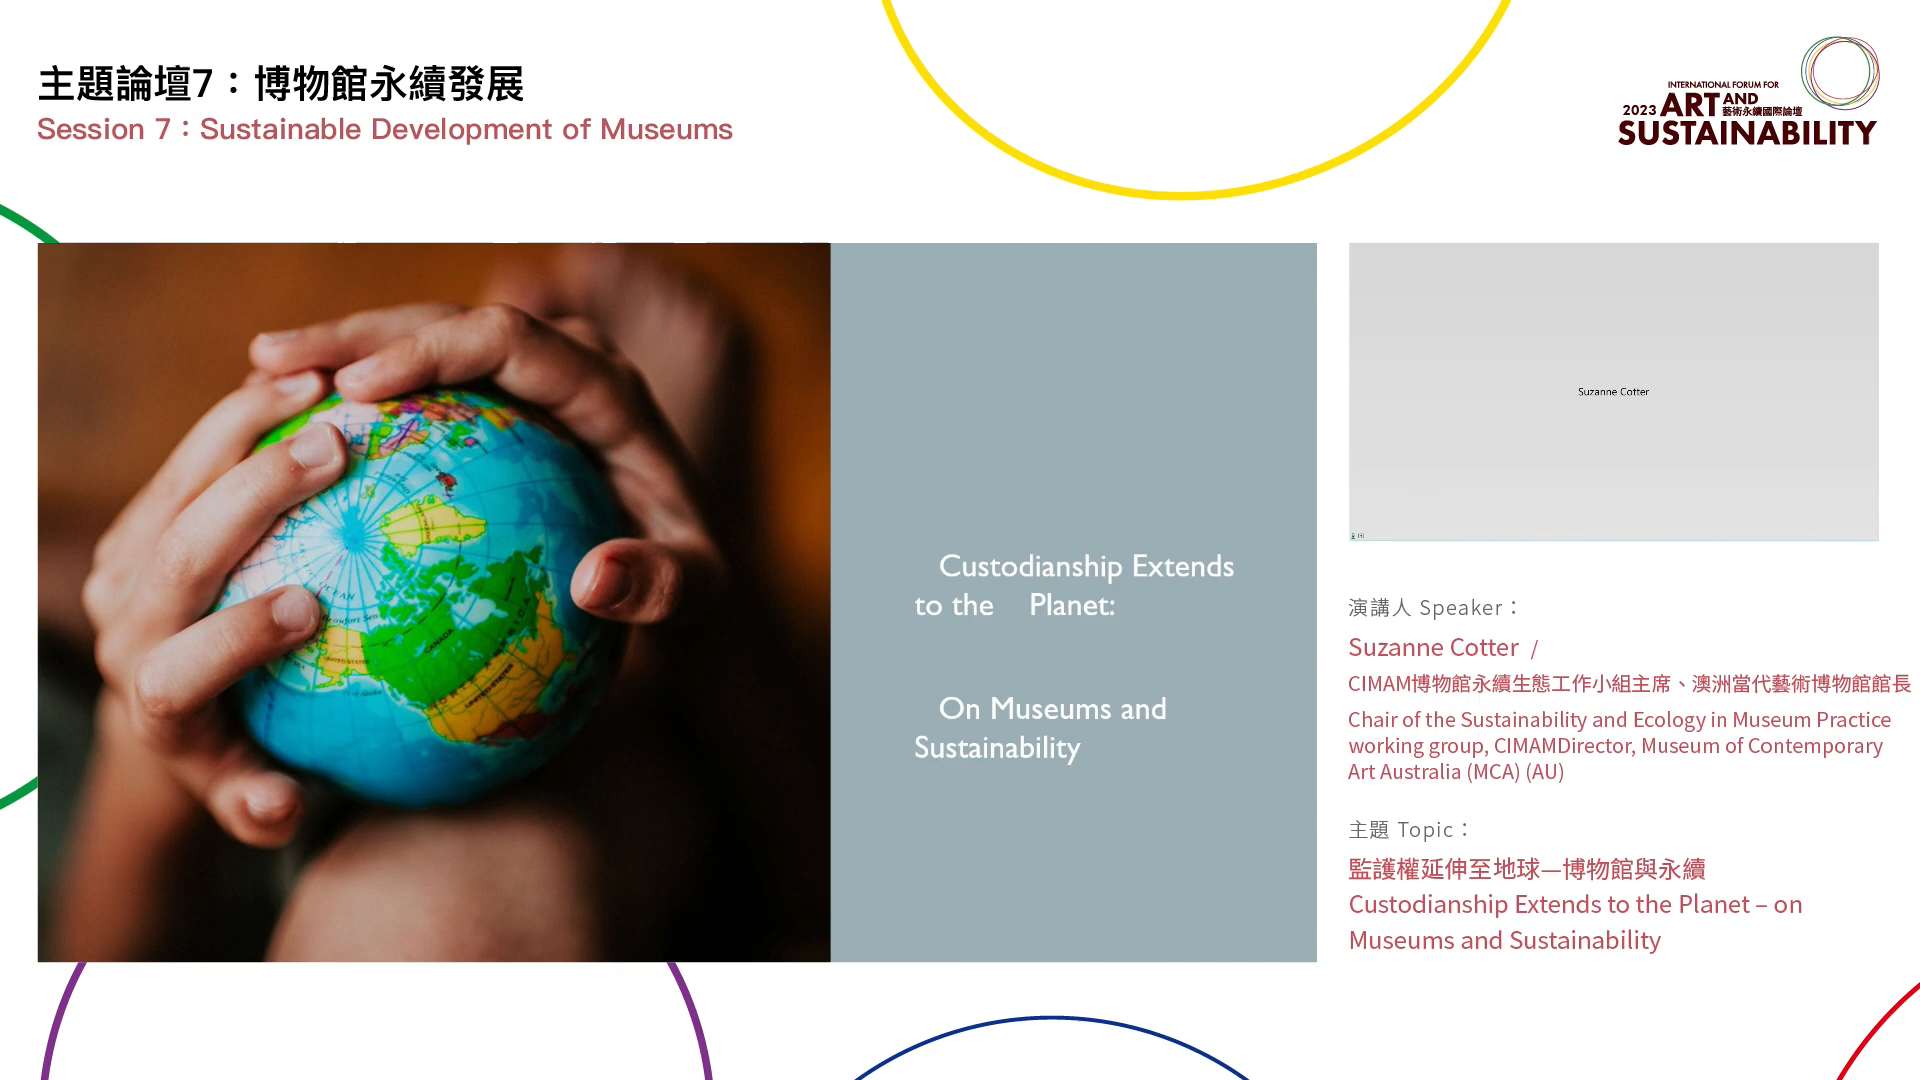 主題論壇7：博物館永續發展
Session 7：Sustainable Development of Museums
INTERNATIONAL FORUM FOR
2023 ART AND
藝術永續國際論壇
SUSTAINABILITY
Custodianship Extends
to the Planet:
On Museums and
Sustainability
OCEAN
Beaufort Sea
UNITED STATES
CANADA
Suzanne Cotter
演講人 Speaker：
Suzanne Cotter /
CIMAM博物館永續生態工作小組主席、澳洲當代藝術博物館館長
Chair of the Sustainability and Ecology in Museum Practice
working group, CIMAMDirector, Museum of Contemporary
Art Australia (MCA) (AU)
主題 Topic：
監護權延伸至地球—博物館與永續
Custodianship Extends to the Planet – on
Museums and Sustainability